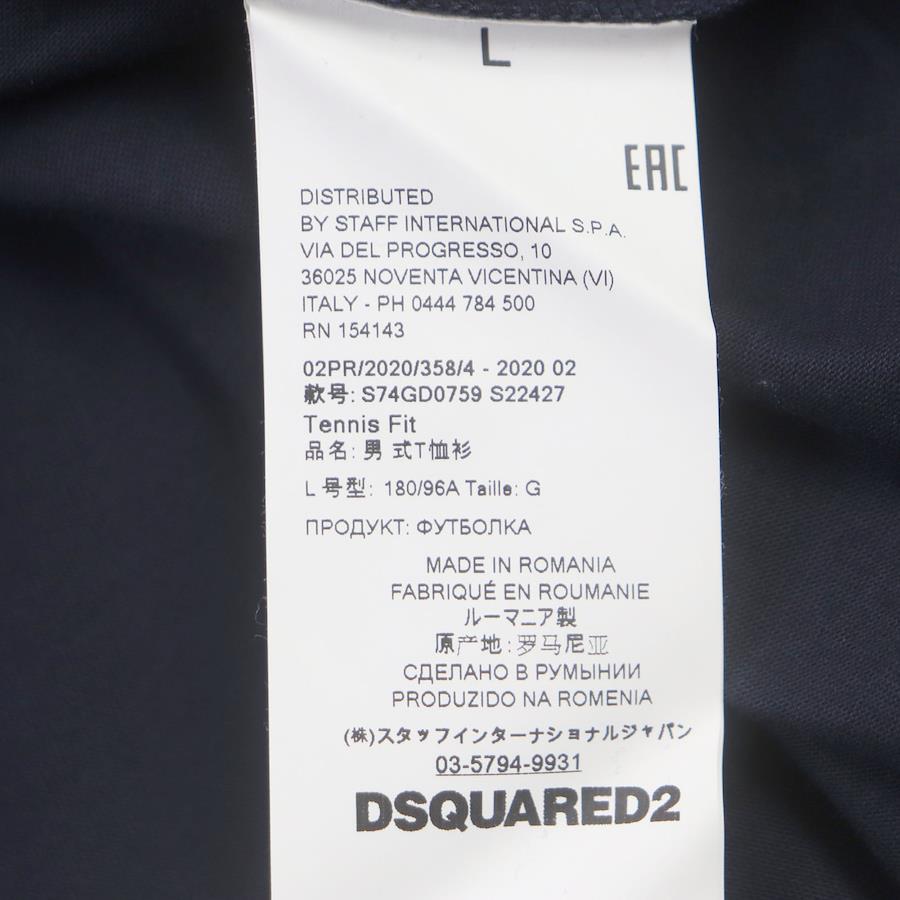 L
EAC
DISTRIBUTED
BY STAFF INTERNATIONAL S.P.A.
VIA DEL PROGRESSO, 10
36025 NOVENTA VICENTINA (VI)
ITALY - PH 0444 784 500
RN 154143
02PR/2020/358/4 - 2020 02
款号: S74GD0759 S22427
Tennis Fit
品名: 男 式T恤衫
L 号型: 180/96A Taille: G
ПРОДУКТ: ФУТБОЛКА
MADE IN ROMANIA
FABRIQUÉ EN ROUMANIE
ルーマニア製
原产地: 罗马尼亚
СДЕЛАНО В РУМЫНИИ
PRODUZIDO NA ROMENIA
(株)スタッフインターナショナルジャパン
03-5794-9931
DSQUARED2